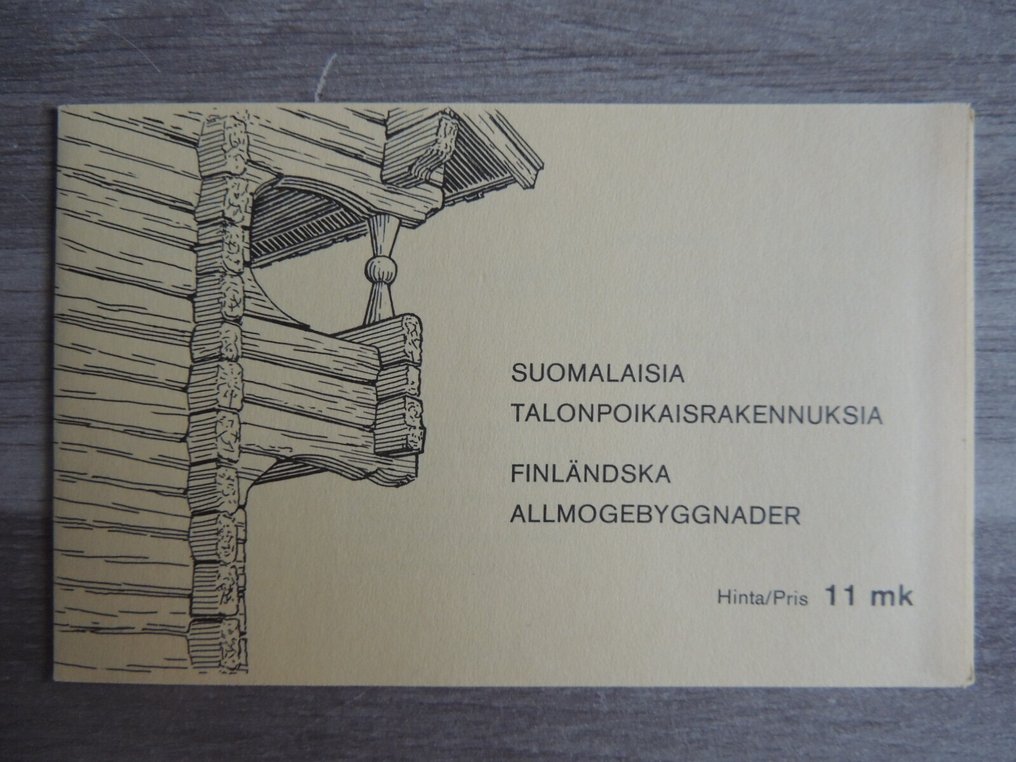 SUOMALAISIA
TALONPOIKAISRAKENNUKSIA
FINLÄNDSKA
ALLMOGEBYGGNADER
Hinta/Pris 11 mk